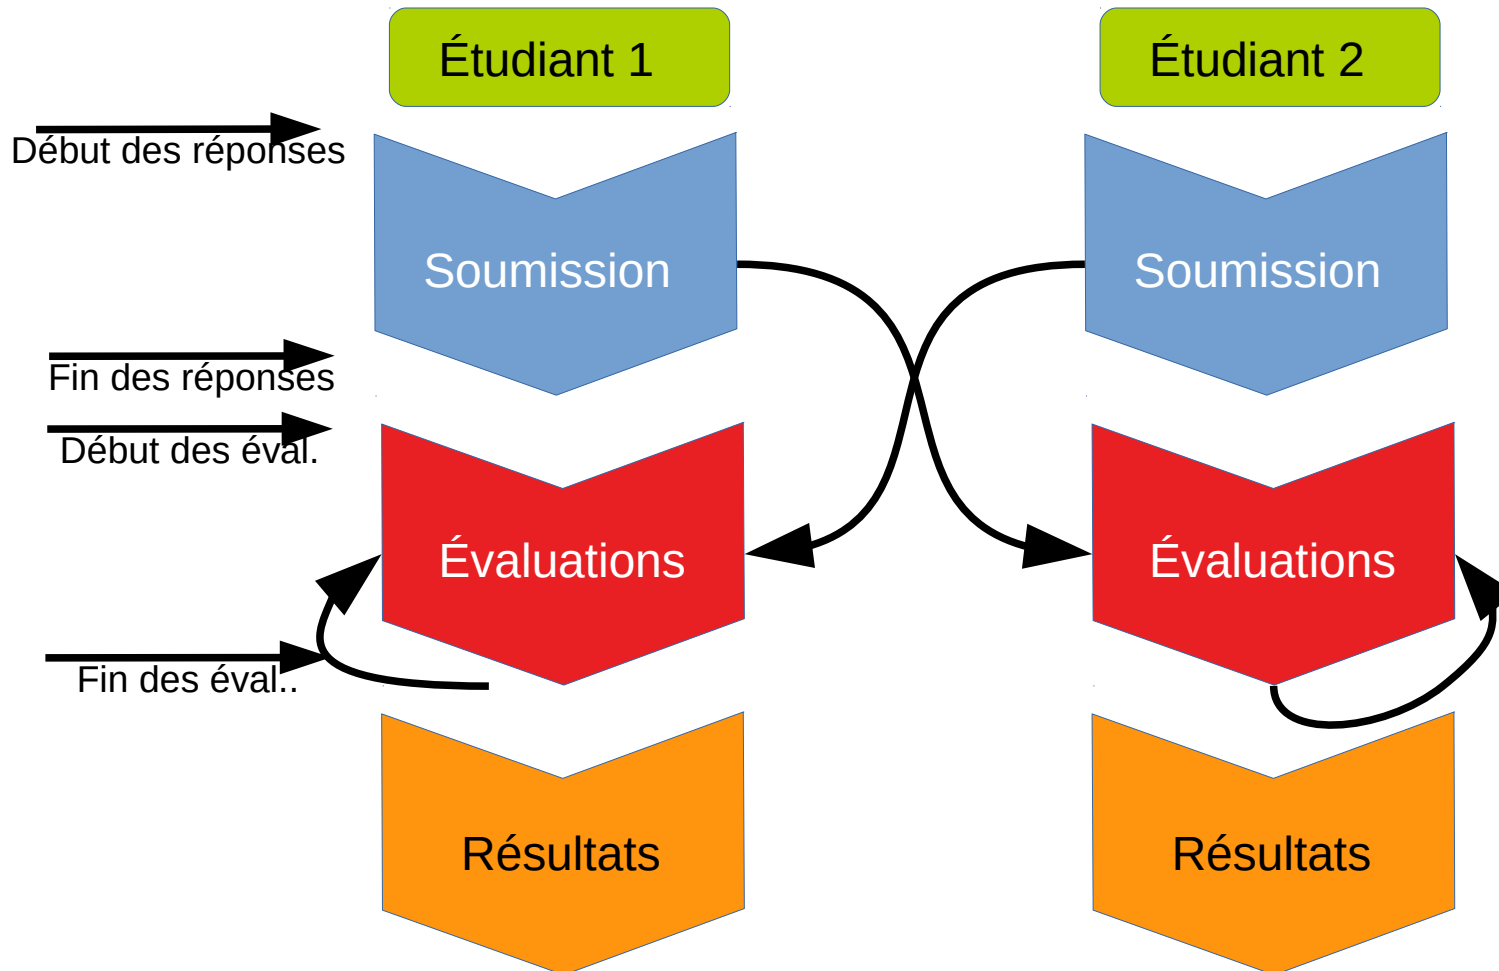 Étudiant 1
Étudiant 2
Début des réponses
Soumission
Soumission
Fin des réponses
Début des éval.
Évaluations
Évaluations
Fin des éval..
Résultats
Résultats